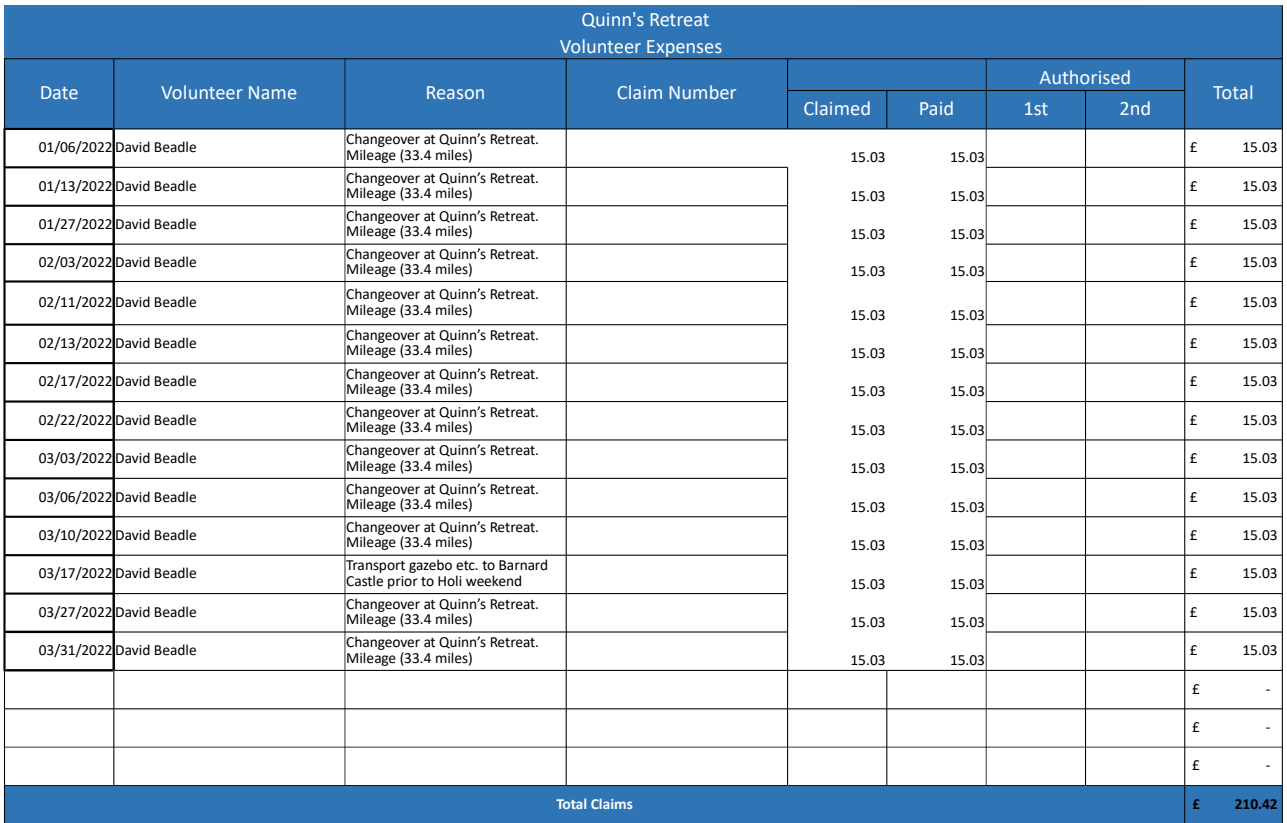 Quinn's Retreat
Volunteer Expenses
Date Volunteer Name Reason Claim Number Claimed Paid Authorised 1st 2nd Total
01/06/2022 David Beadle Changeover at Quinn’s Retreat. Mileage (33.4 miles) 15.03 15.03 £ 15.03
01/13/2022 David Beadle Changeover at Quinn’s Retreat. Mileage (33.4 miles) 15.03 15.03 £ 15.03
01/27/2022 David Beadle Changeover at Quinn’s Retreat. Mileage (33.4 miles) 15.03 15.03 £ 15.03
02/03/2022 David Beadle Changeover at Quinn’s Retreat. Mileage (33.4 miles) 15.03 15.03 £ 15.03
02/11/2022 David Beadle Changeover at Quinn’s Retreat. Mileage (33.4 miles) 15.03 15.03 £ 15.03
02/13/2022 David Beadle Changeover at Quinn’s Retreat. Mileage (33.4 miles) 15.03 15.03 £ 15.03
02/17/2022 David Beadle Changeover at Quinn’s Retreat. Mileage (33.4 miles) 15.03 15.03 £ 15.03
02/22/2022 David Beadle Changeover at Quinn’s Retreat. Mileage (33.4 miles) 15.03 15.03 £ 15.03
03/03/2022 David Beadle Changeover at Quinn’s Retreat. Mileage (33.4 miles) 15.03 15.03 £ 15.03
03/06/2022 David Beadle Changeover at Quinn’s Retreat. Mileage (33.4 miles) 15.03 15.03 £ 15.03
03/10/2022 David Beadle Changeover at Quinn’s Retreat. Mileage (33.4 miles) 15.03 15.03 £ 15.03
03/17/2022 David Beadle Transport gazebo etc. to Barnard Castle prior to Holi weekend 15.03 15.03 £ 15.03
03/27/2022 David Beadle Changeover at Quinn’s Retreat. Mileage (33.4 miles) 15.03 15.03 £ 15.03
03/31/2022 David Beadle Changeover at Quinn’s Retreat. Mileage (33.4 miles) 15.03 15.03 £ 15.03
£ -
£ -
£ -
Total Claims £ 210.42